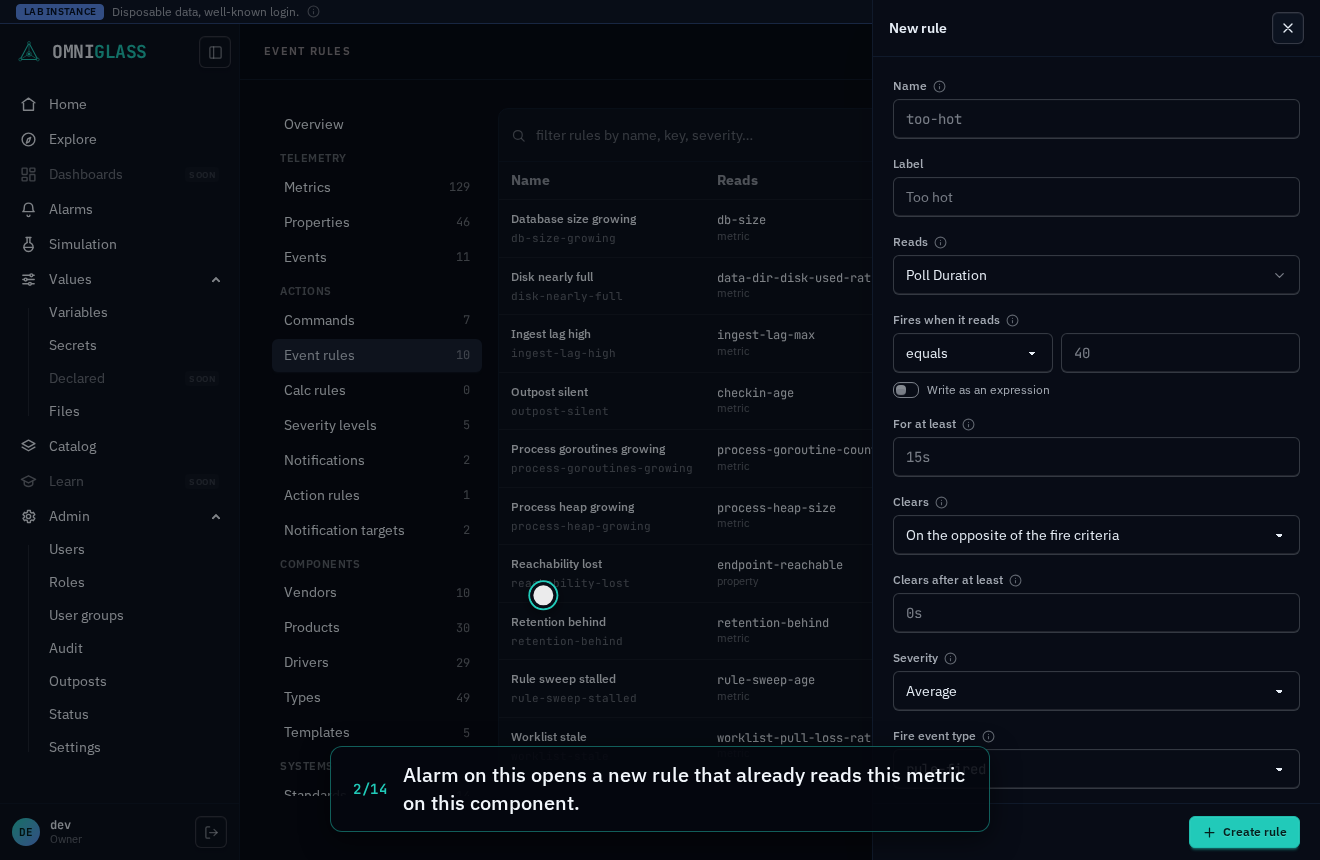 LAB INSTANCE Disposable data, well-known login.
OMNIGLASS
Home
Explore
Dashboards SOON
Alarms
Simulation
Values
Variables
Secrets
Declared SOON
Files
Catalog
Learn SOON
Admin
Users
Roles
User groups
Audit
Outposts
Status
Settings
DE dev
Owner
EVENT RULES
Overview
TELEMETRY
Metrics 129
Properties 46
Events 11
ACTIONS
Commands 7
Event rules 10
Calc rules 0
Severity levels 5
Notifications 2
Action rules 1
Notification targets 2
COMPONENTS
Vendors 10
Products 30
Drivers 29
Types 49
Templates 5
SYSTEMS
filter rules by name, key, severity...
Name Reads
Database size growing db-size
db-size-growing metric
Disk nearly full data-dir-disk-used-rat
disk-nearly-full metric
Ingest lag high ingest-lag-max
ingest-lag-high metric
Outpost silent checkin-age
outpost-silent metric
Process goroutines growing process-goroutine-coun
process-goroutines-growing metric
Process heap growing process-heap-size
process-heap-growing metric
Reachability lost endpoint-reachable
reachability-lost property
Retention behind retention-behind
retention-behind metric
Rule sweep stalled rule-sweep-age
rule-sweep-stalled metric
Worklist stale worklist-pull-loss-rat
New rule
Name
too-hot
Label
Too hot
Reads
Poll Duration
Fires when it reads
equals 40
Write as an expression
For at least
15s
Clears
On the opposite of the fire criteria
Clears after at least
0s
Severity
Average
Fire event type
Create rule
2/14 Alarm on this opens a new rule that already reads this metric
on this component.